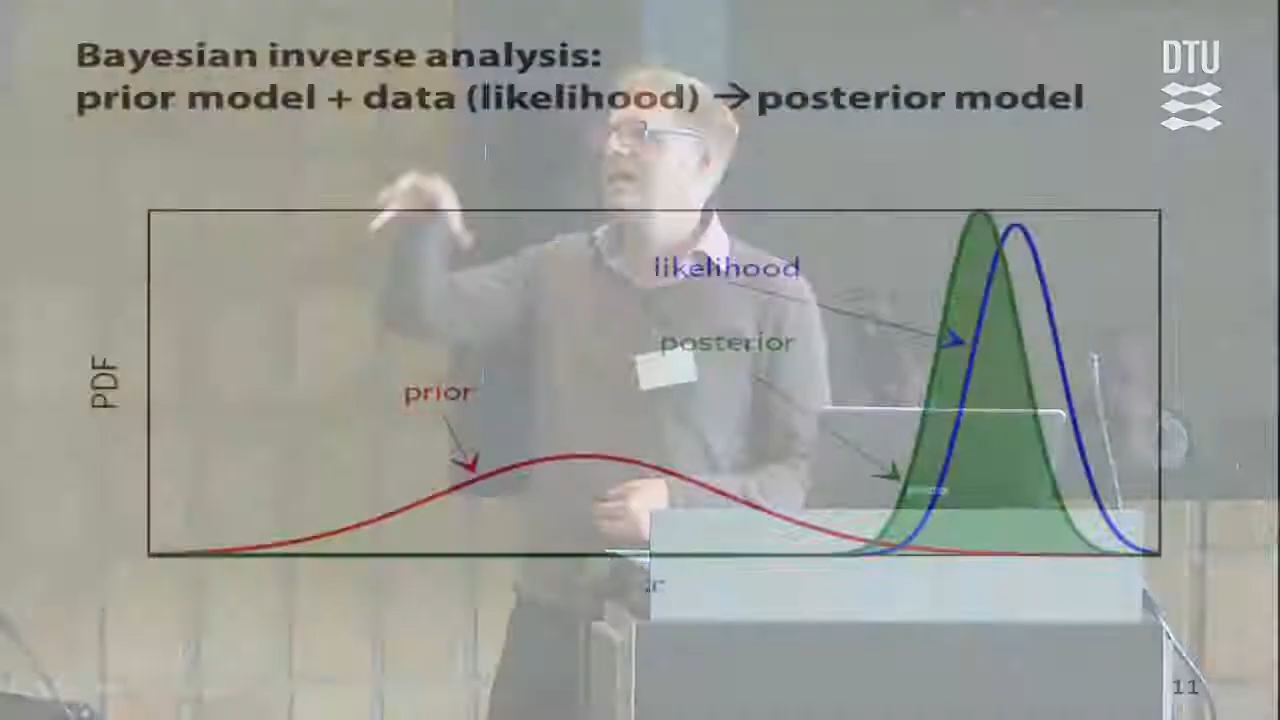 Bayesian inverse analysis:
prior model + data (likelihood) → posterior model
DTU
likelihood
posterior
prior
PDF
11